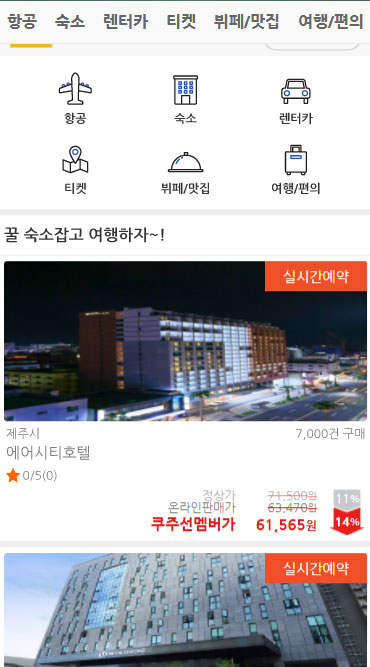 항공 숙소 렌터카 티켓 뷔페/맛집 여행/편의
항공 숙소 렌터카
티켓 뷔페/맛집 여행/편의
꿀 숙소잡고 여행하자~!
실시간예약
제주시 7,000건 구매
에어시티호텔
0/5(0)
정상가 71,500원 11%
온라인판매가 63,470원
쿠주선멤버가 61,565원 14%
실시간예약